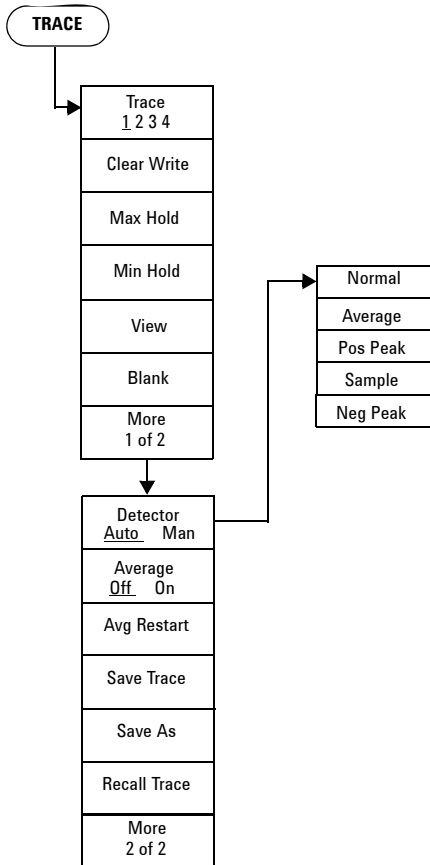 TRACE
Trace
1 2 3 4
Clear Write
Max Hold
Min Hold
View
Blank
More
1 of 2
Normal
Average
Pos Peak
Sample
Neg Peak
Detector
Auto Man
Average
Off On
Avg Restart
Save Trace
Save As
Recall Trace
More
2 of 2